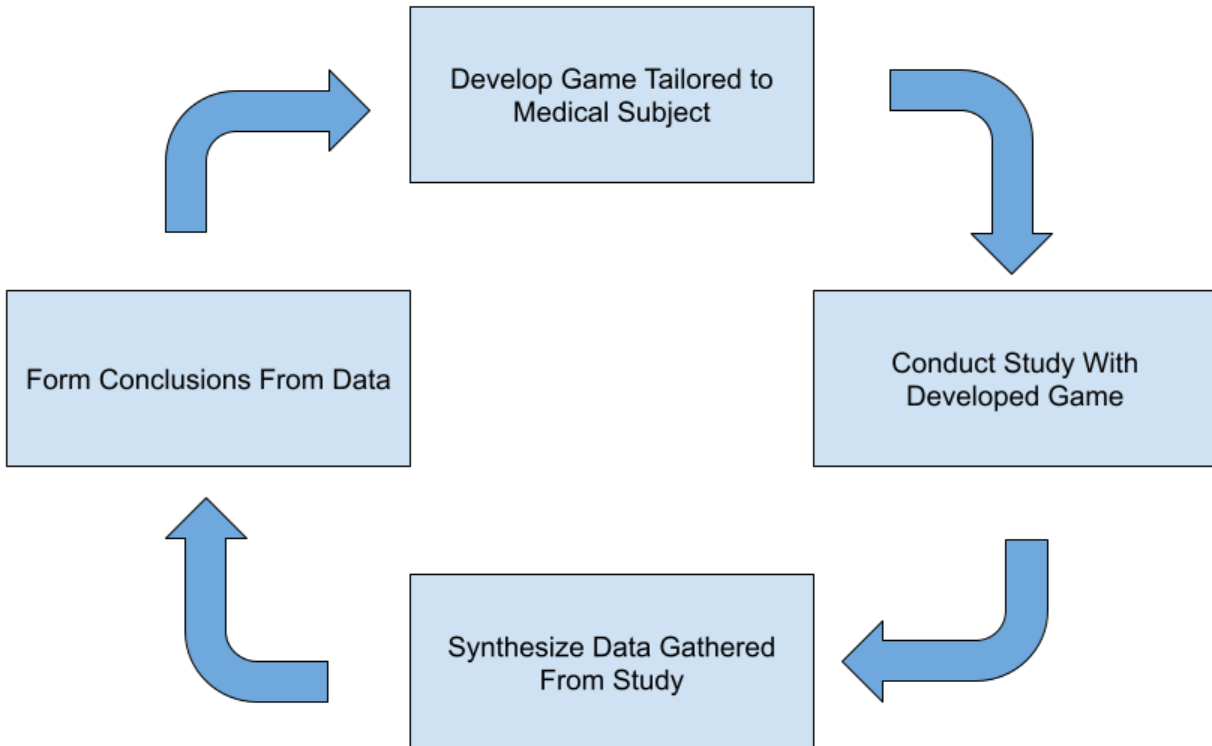 Develop Game Tailored to
Medical Subject
Conduct Study With
Developed Game
Synthesize Data Gathered
From Study
Form Conclusions From Data